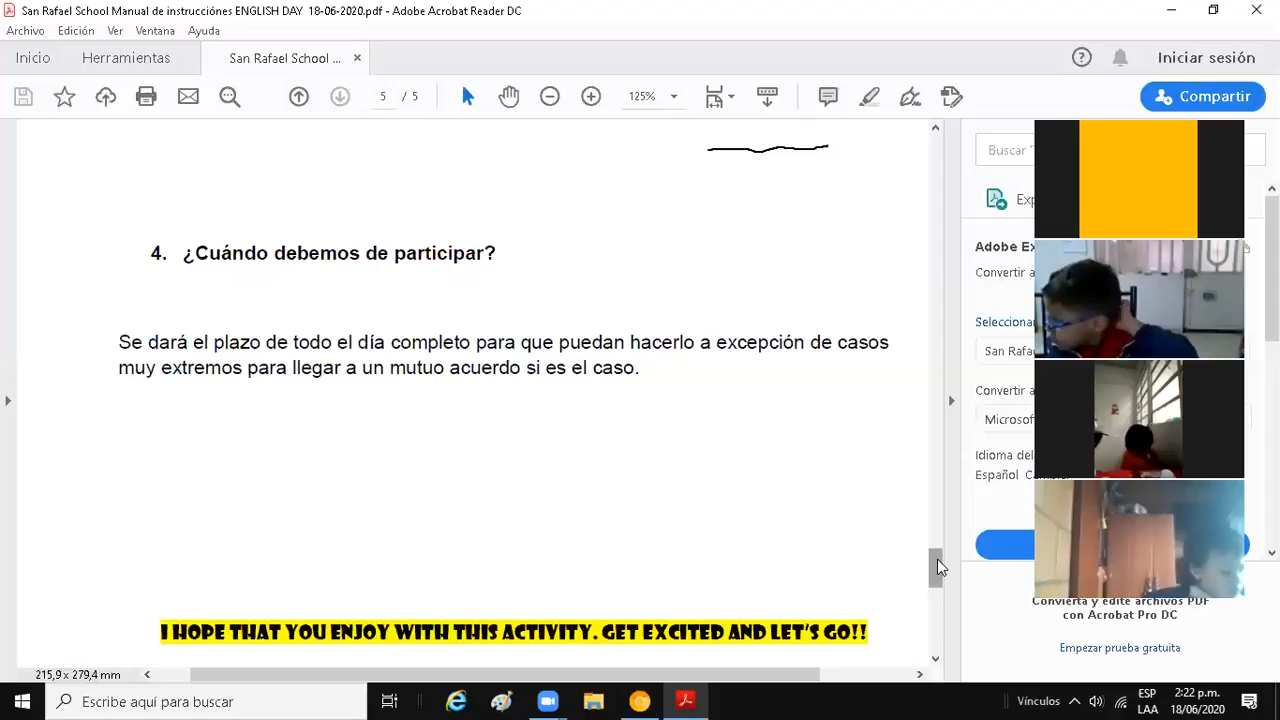 San Rafael School Manual de instrucciónes ENGLISH DAY 18-06-2020.pdf - Adobe Acrobat Reader DC
Archivo Edición Ver Ventana Ayuda
Inicio Herramientas San Rafael School ... × Iniciar sesión
5 / 5 125% Compartir
Buscar
4. ¿Cuándo debemos de participar?
Se dará el plazo de todo el día completo para que puedan hacerlo a excepción de casos
muy extremos para llegar a un mutuo acuerdo si es el caso.
I HOPE THAT YOU ENJOY WITH THIS ACTIVITY. GET EXCITED AND LET'S GO!!
215,9 x 279,4 mm
Adobe
Convertir
Seleccionar
San
Convertir
Idioma del
Español
Convierta y edite archivos PDF
con Acrobat Pro DC
Empezar prueba gratuita
Escribe aquí para buscar
Vínculos
ESP
LAA
2:22 p.m.
18/06/2020